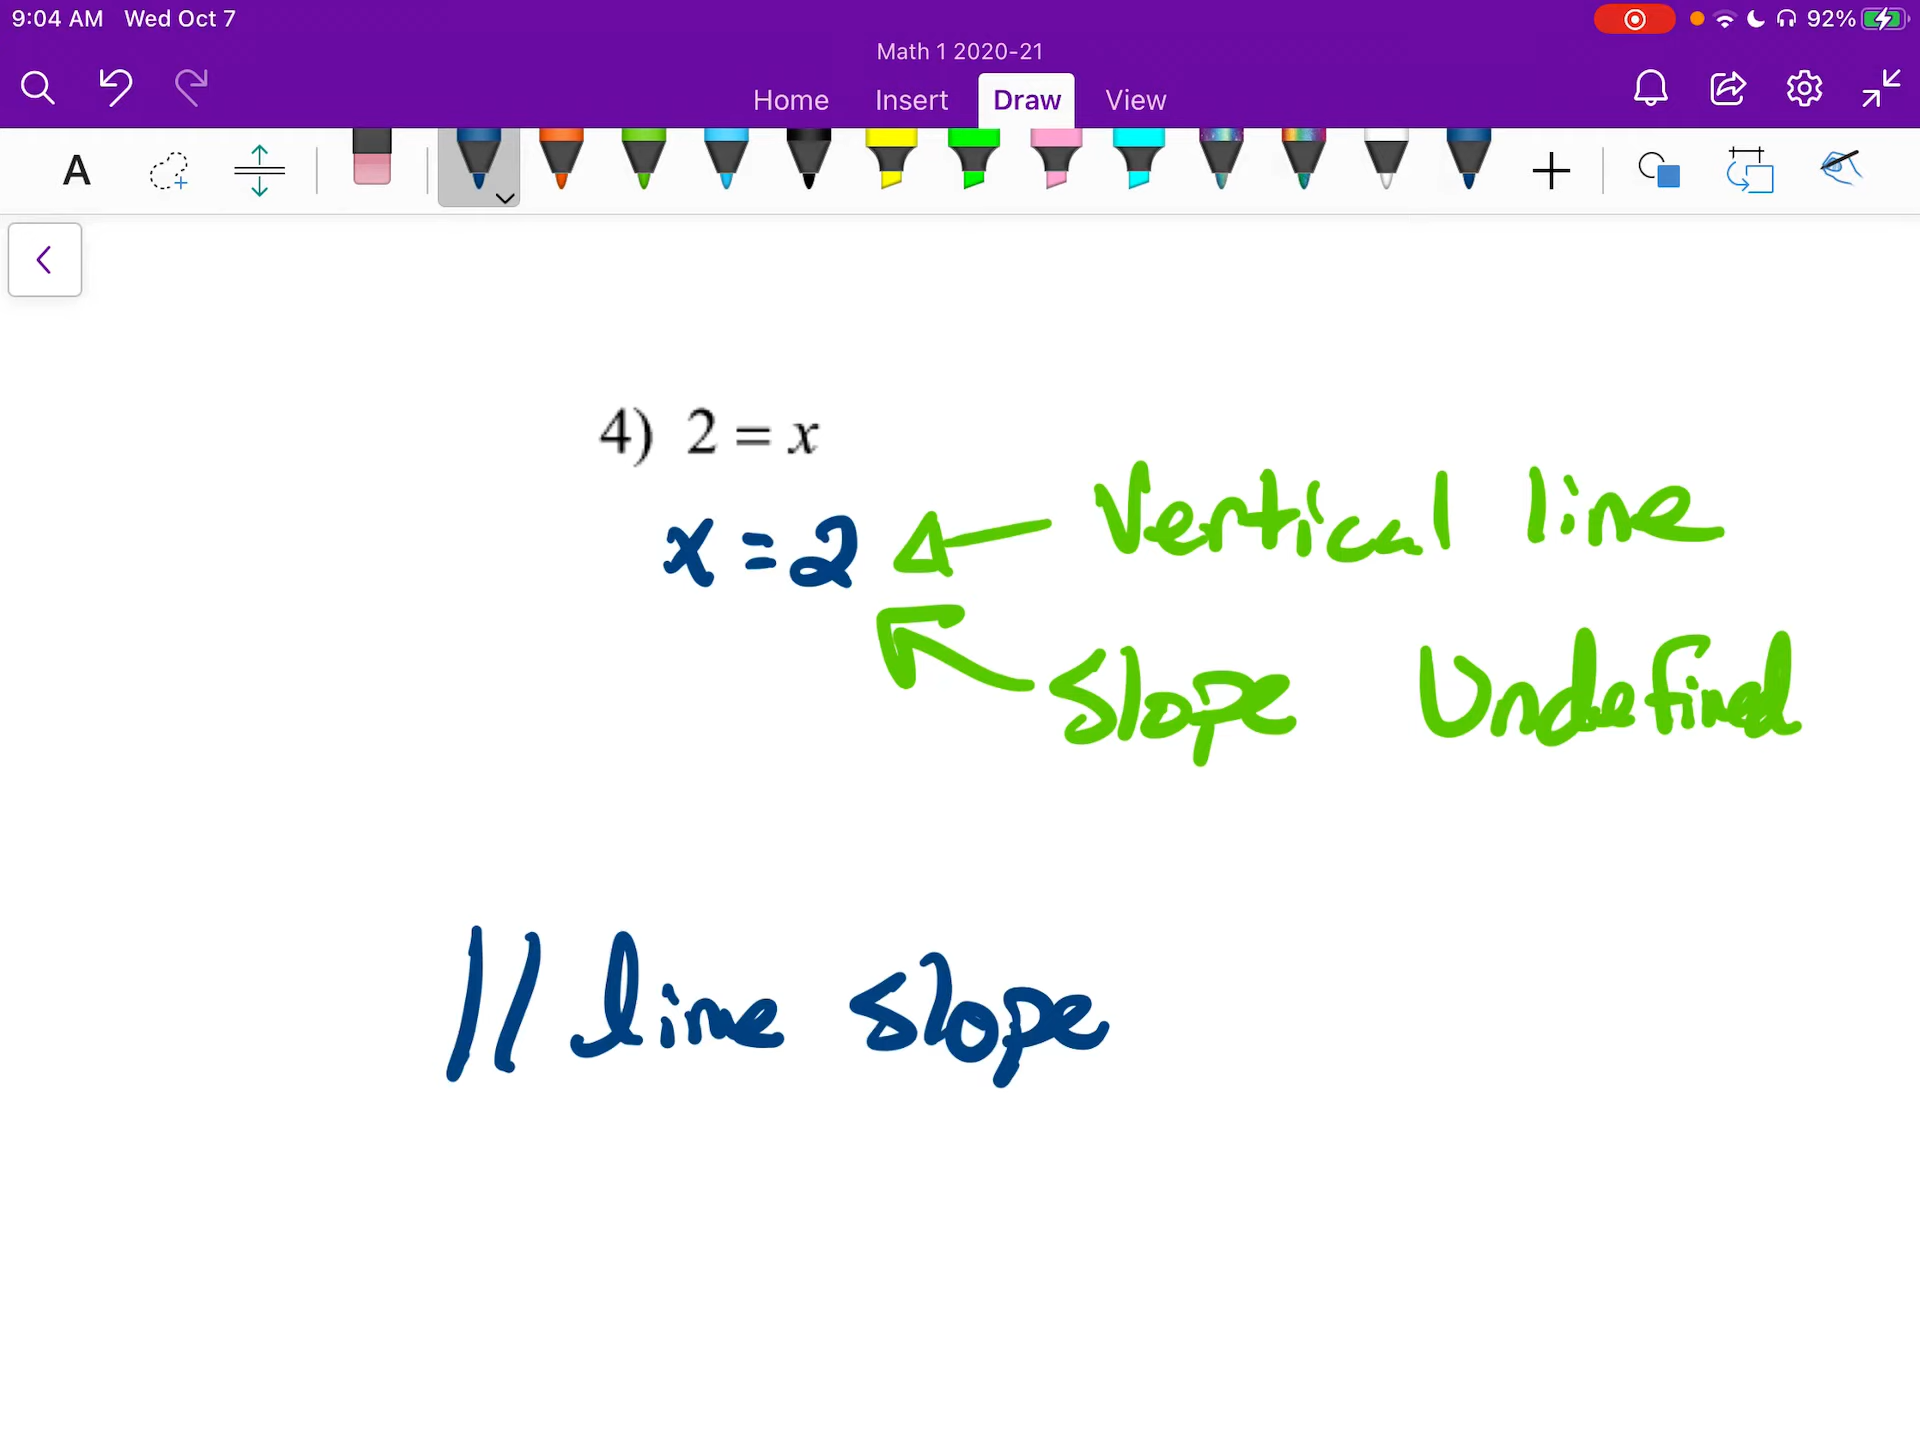 9:04 AM Wed Oct 7 92%
Math 1 2020-21
Home Insert Draw View
A
4) 2 = x
x = 2 Vertical line
Slope Undefined
// line slope